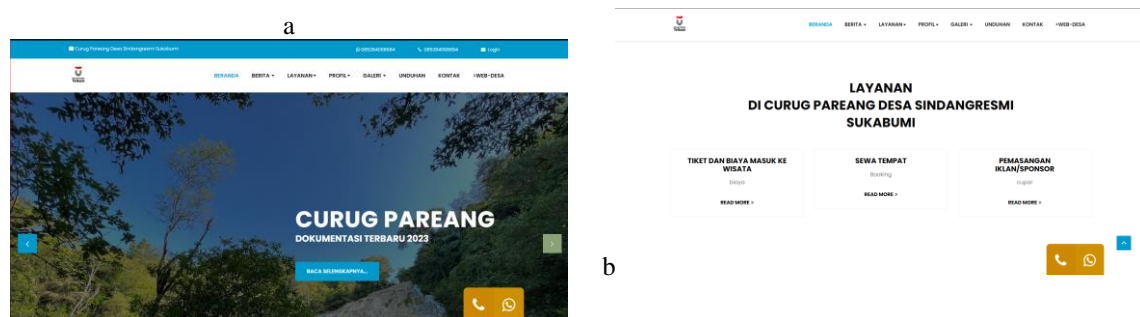 a
Curug Pareang Desa Sindangresmi Sukabumi
Login
BERANDA BERITA LAYANAN PROFIL GALERI UNDUHAN KONTAK >WEB-DESA
CURUG PAREANG
DOKUMENTASI TERBARU 2023
BACA SELENGKAPNYA...
b
BERANDA BERITA LAYANAN PROFIL GALERI UNDUHAN KONTAK >WEB-DESA
LAYANAN
DI CURUG PAREANG DESA SINDANGRESMI
SUKABUMI
TIKET DAN BIAYA MASUK KE
WISATA
biaya
READ MORE >
SEWA TEMPAT
Booking
READ MORE >
PEMASANGAN
IKLAN/SPONSOR
cupar
READ MORE >